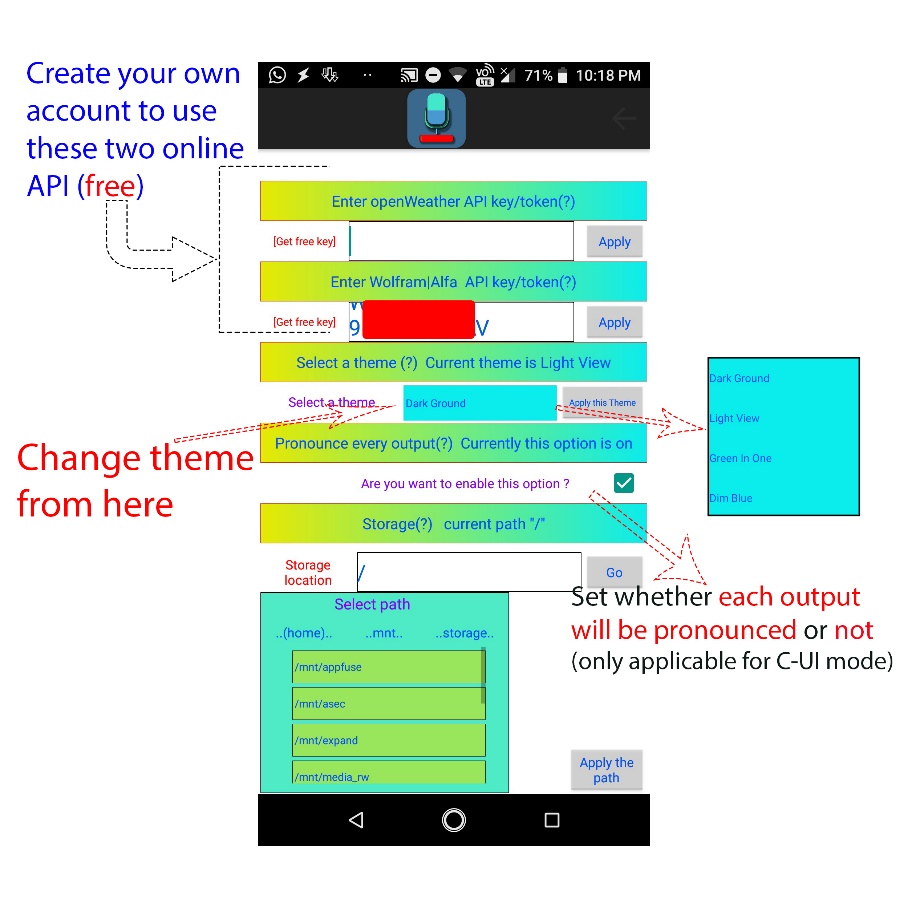 Create your own
account to use
these two online
API (free)
VO))
LTE
71%
10:18 PM
Enter openWeather API key/token(?)
[Get free key]
Apply
Enter Wolfram|Alfa API key/token(?)
[Get free key]
9
V
Apply
Select a theme (?) Current theme is Light View
Select a theme
Dark Ground
Apply this Theme
Dark Ground
Light View
Green In One
Dim Blue
Change theme
from here
Pronounce every output(?) Currently this option is on
Are you want to enable this option ?
Storage(?) current path "/"
Storage
location
/
Go
Set whether each output
will be pronounced or not
(only applicable for C-UI mode)
Select path
..(home)..
..mnt..
..storage..
/mnt/appfuse
/mnt/asec
/mnt/expand
/mnt/media_rw
Apply the
path